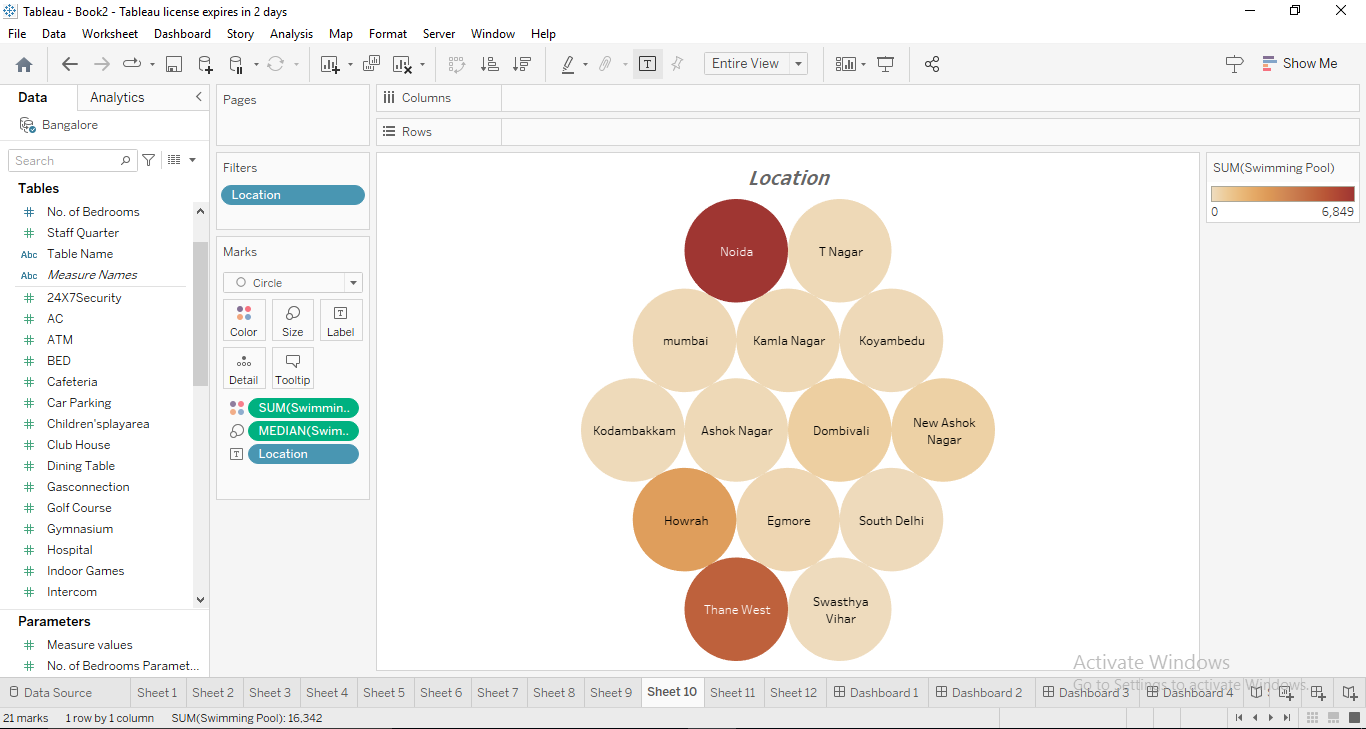 Tableau - Book2 - Tableau license expires in 2 days
File Data Worksheet Dashboard Story Analysis Map Format Server Window Help
Entire View
Show Me
Data Analytics
Bangalore
Search
Tables
No. of Bedrooms
Staff Quarter
Abc Table Name
Abc Measure Names
24X7Security
AC
ATM
BED
Cafeteria
Car Parking
Children'splayarea
Club House
Dining Table
Gasconnection
Golf Course
Gymnasium
Hospital
Indoor Games
Intercom
Parameters
Measure values
No. of Bedrooms Paramet...
Pages
Filters
Location
Marks
Circle
Color Size Label
Detail Tooltip
SUM(Swimmin..
MEDIAN(Swim..
Location
Columns
Rows
Location
Noida
T Nagar
mumbai
Kamla Nagar
Koyambedu
Kodambakkam
Ashok Nagar
Dombivali
New Ashok
Nagar
Howrah
Egmore
South Delhi
Thane West
Swasthya
Vihar
SUM(Swimming Pool)
0 6,849
Activate Windows
Go to Settings to activate Windows.
Data Source Sheet 1 Sheet 2 Sheet 3 Sheet 4 Sheet 5 Sheet 6 Sheet 7 Sheet 8 Sheet 9 Sheet 10 Sheet 11 Sheet 12 Dashboard 1 Dashboard 2 Dashboard 3 Dashboard 4
21 marks 1 row by 1 column SUM(Swimming Pool): 16,342